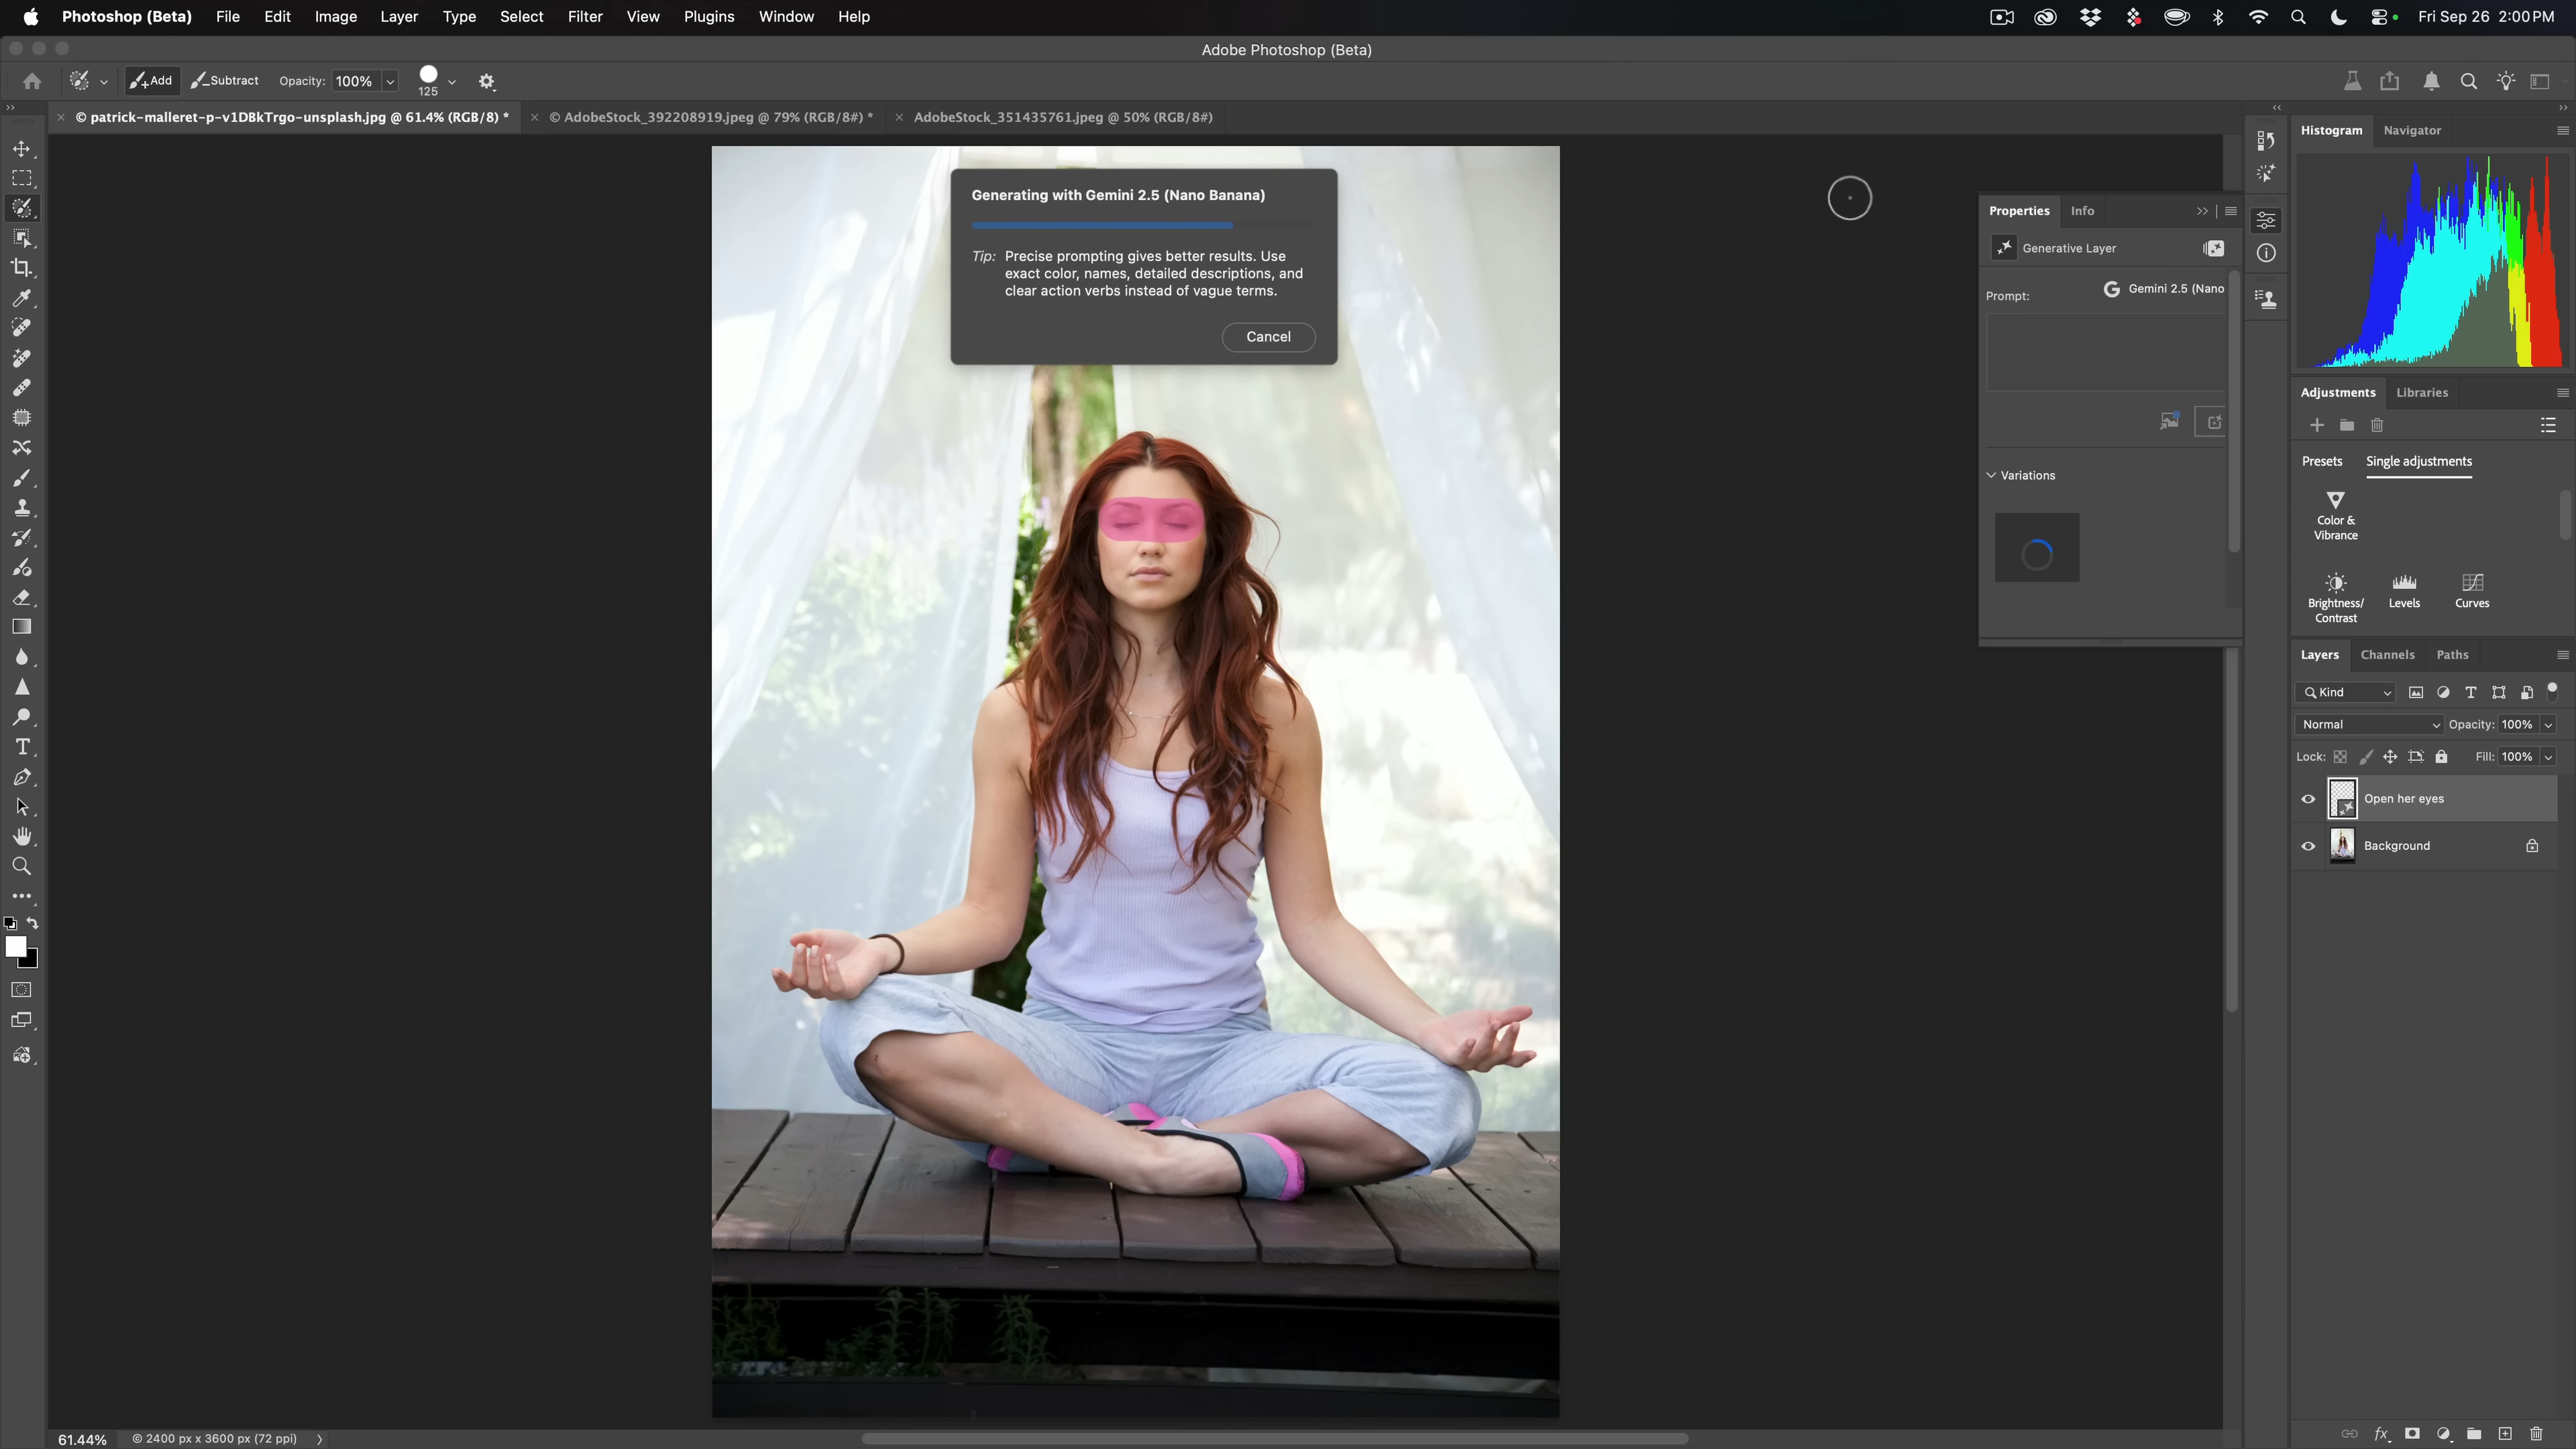 Photoshop (Beta) File Edit Image Layer Type Select Filter View Plugins Window Help Fri Sep 26 2:00 PM
Adobe Photoshop (Beta)
Add Subtract Opacity: 100% 125
© patrick-malleret-p-v1DBkTrgo-unsplash.jpg @ 61.4% (RGB/8) * © AdobeStock_392208919.jpeg @ 79% (RGB/8#) * AdobeStock_351435761.jpeg @ 50% (RGB/8#)
Generating with Gemini 2.5 (Nano Banana)
Tip: Precise prompting gives better results. Use
exact color, names, detailed descriptions, and
clear action verbs instead of vague terms.
Cancel
Properties Info
Generative Layer
Prompt: Gemini 2.5 (Nano
Variations
Histogram Navigator
Adjustments Libraries
Presets Single adjustments
Color &
Vibrance
Brightness/
Contrast
Levels
Curves
Layers Channels Paths
Kind
Normal Opacity: 100%
Lock: Fill: 100%
Open her eyes
Background
fx
61.44% © 2400 px x 3600 px (72 ppi)